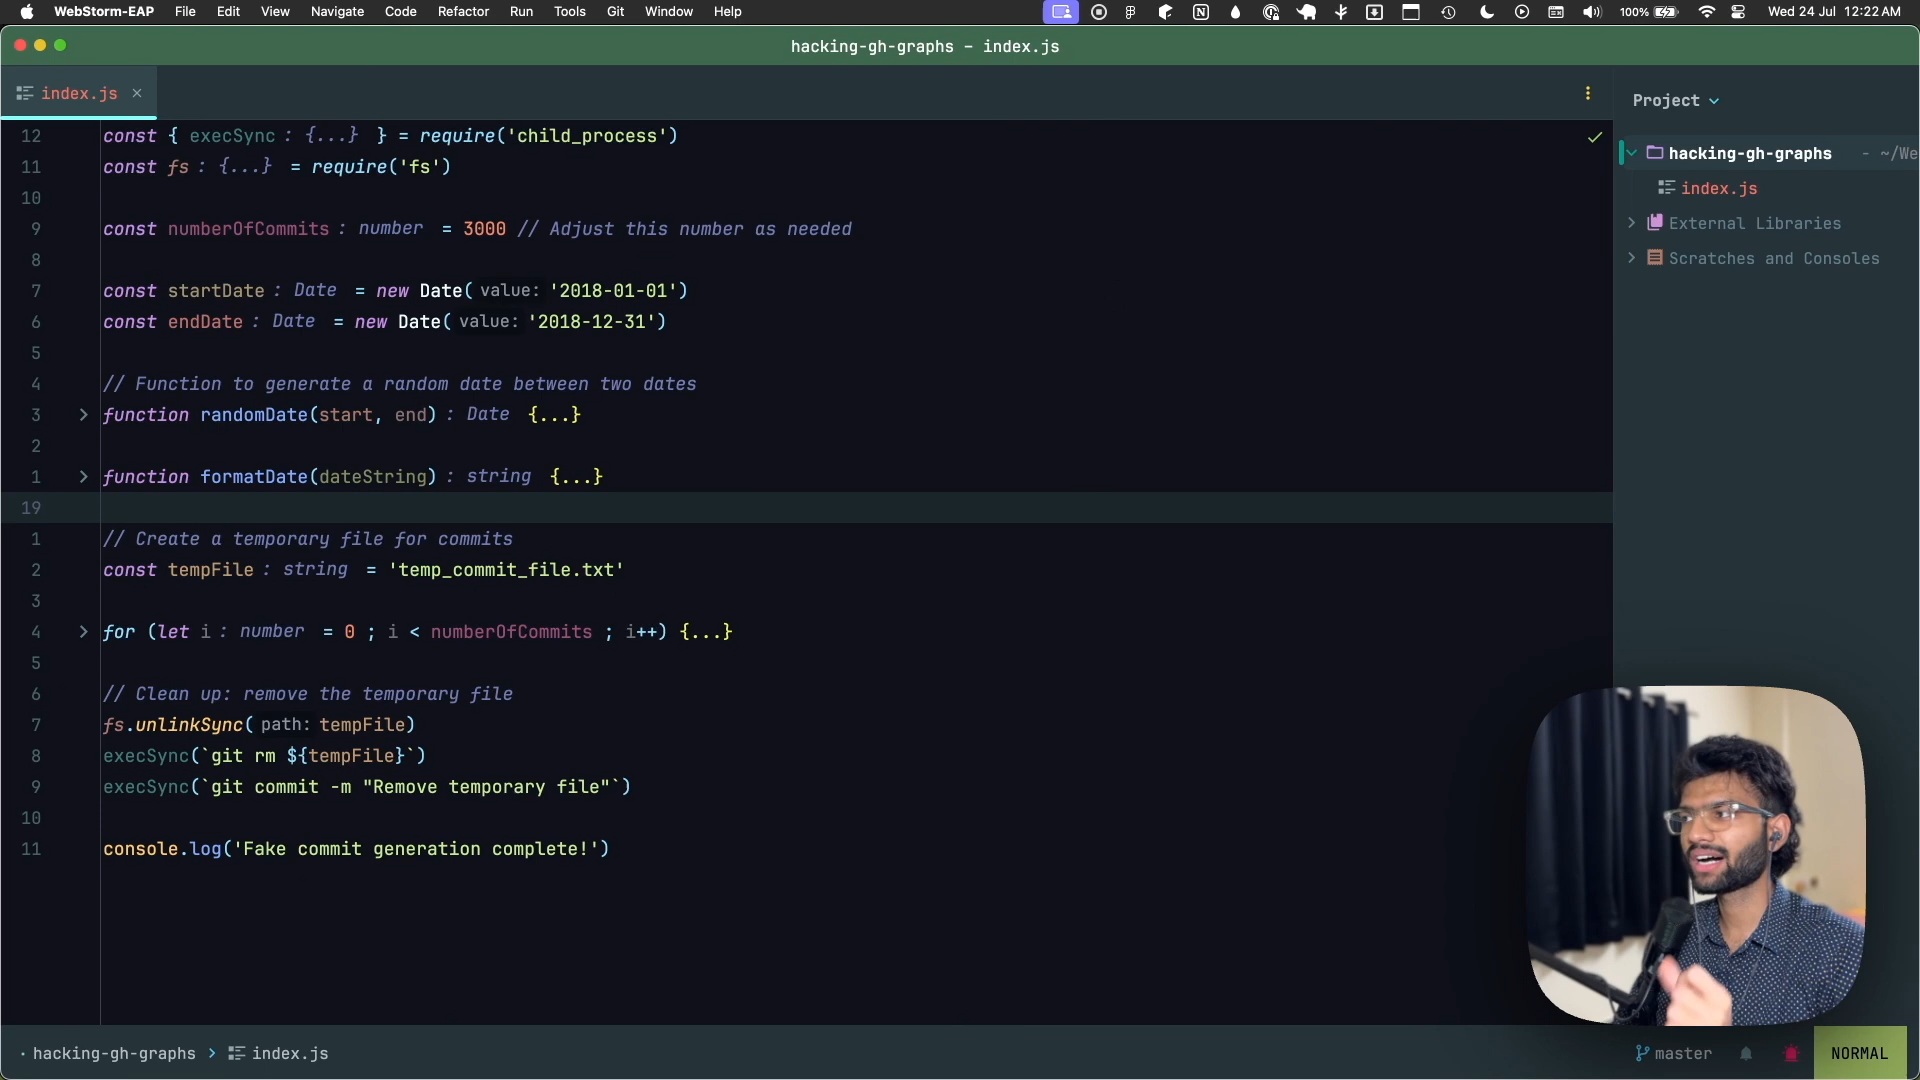 WebStorm-EAP File Edit View Navigate Code Refactor Run Tools Git Window Help 100% Wed 24 Jul 12:22 AM
hacking-gh-graphs – index.js
index.js
Project
12 const { execSync : {...} } = require('child_process')
11 const fs : {...} = require('fs')
10
9 const numberOfCommits : number = 3000 // Adjust this number as needed
8
7 const startDate : Date = new Date( value: '2018-01-01')
6 const endDate : Date = new Date( value: '2018-12-31')
5
4 // Function to generate a random date between two dates
3 function randomDate(start, end) : Date {...}
2
1 function formatDate(dateString) : string {...}
19
1 // Create a temporary file for commits
2 const tempFile : string = 'temp_commit_file.txt'
3
4 for (let i : number = 0 ; i < numberOfCommits ; i++) {...}
5
6 // Clean up: remove the temporary file
7 fs.unlinkSync( path: tempFile)
8 execSync(`git rm ${tempFile}`)
9 execSync(`git commit -m "Remove temporary file"`)
10
11 console.log('Fake commit generation complete!')
hacking-gh-graphs - ~/We
index.js
External Libraries
Scratches and Consoles
hacking-gh-graphs > index.js
master NORMAL